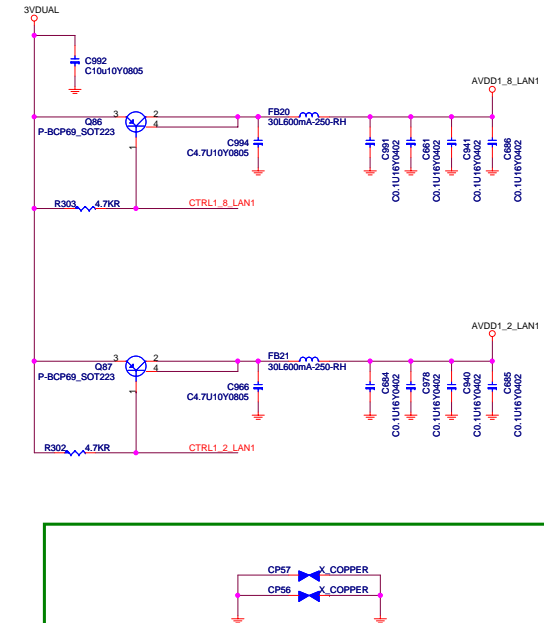 3VDUAL
C992
C10u10Y0805
AVDD1_8_LAN1
3
2
4
1
Q86
P-BCP69_SOT223
FB20
30L600mA-250-RH
C994
C4.7U10Y0805
C991
C0.1U16Y0402
C661
C0.1U16Y0402
C941
C0.1U16Y0402
C686
C0.1U16Y0402
R303
4.7KR
CTRL1_8_LAN1
AVDD1_2_LAN1
3
2
4
1
Q87
P-BCP69_SOT223
FB21
30L600mA-250-RH
C966
C4.7U10Y0805
C684
C0.1U16Y0402
C978
C0.1U16Y0402
C940
C0.1U16Y0402
C685
C0.1U16Y0402
R302
4.7KR
CTRL1_2_LAN1
CP57
X_COPPER
CP56
X_COPPER